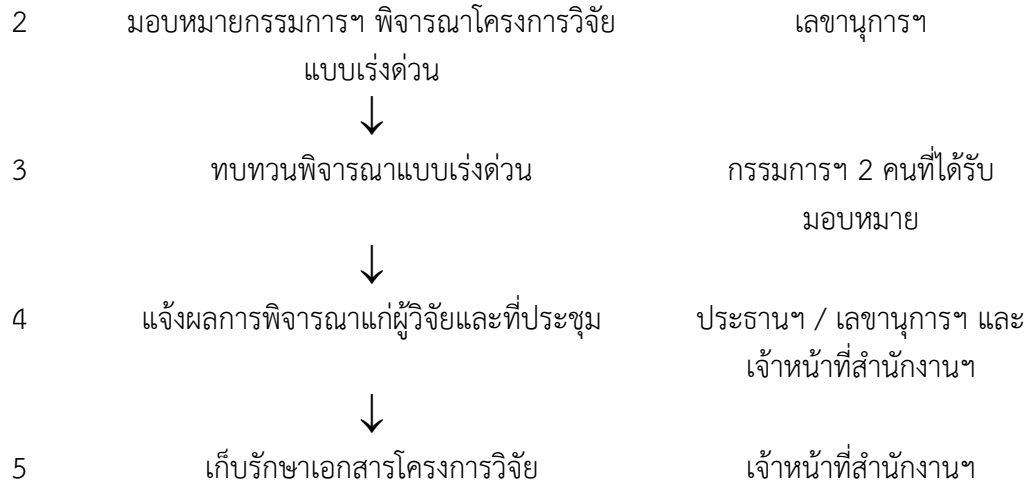 2 มอบหมายกรรมการฯ พิจารณาโครงการวิจัย เลขานุการฯ
แบบเร่งด่วน
↓
3 ทบทวนพิจารณาแบบเร่งด่วน กรรมการฯ 2 คนที่ได้รับ
มอบหมาย
↓
4 แจ้งผลการพิจารณาแก่ผู้วิจัยและที่ประชุม ประธานฯ / เลขานุการฯ และ
เจ้าหน้าที่สำนักงานฯ
↓
5 เก็บรักษาเอกสารโครงการวิจัย เจ้าหน้าที่สำนักงานฯ